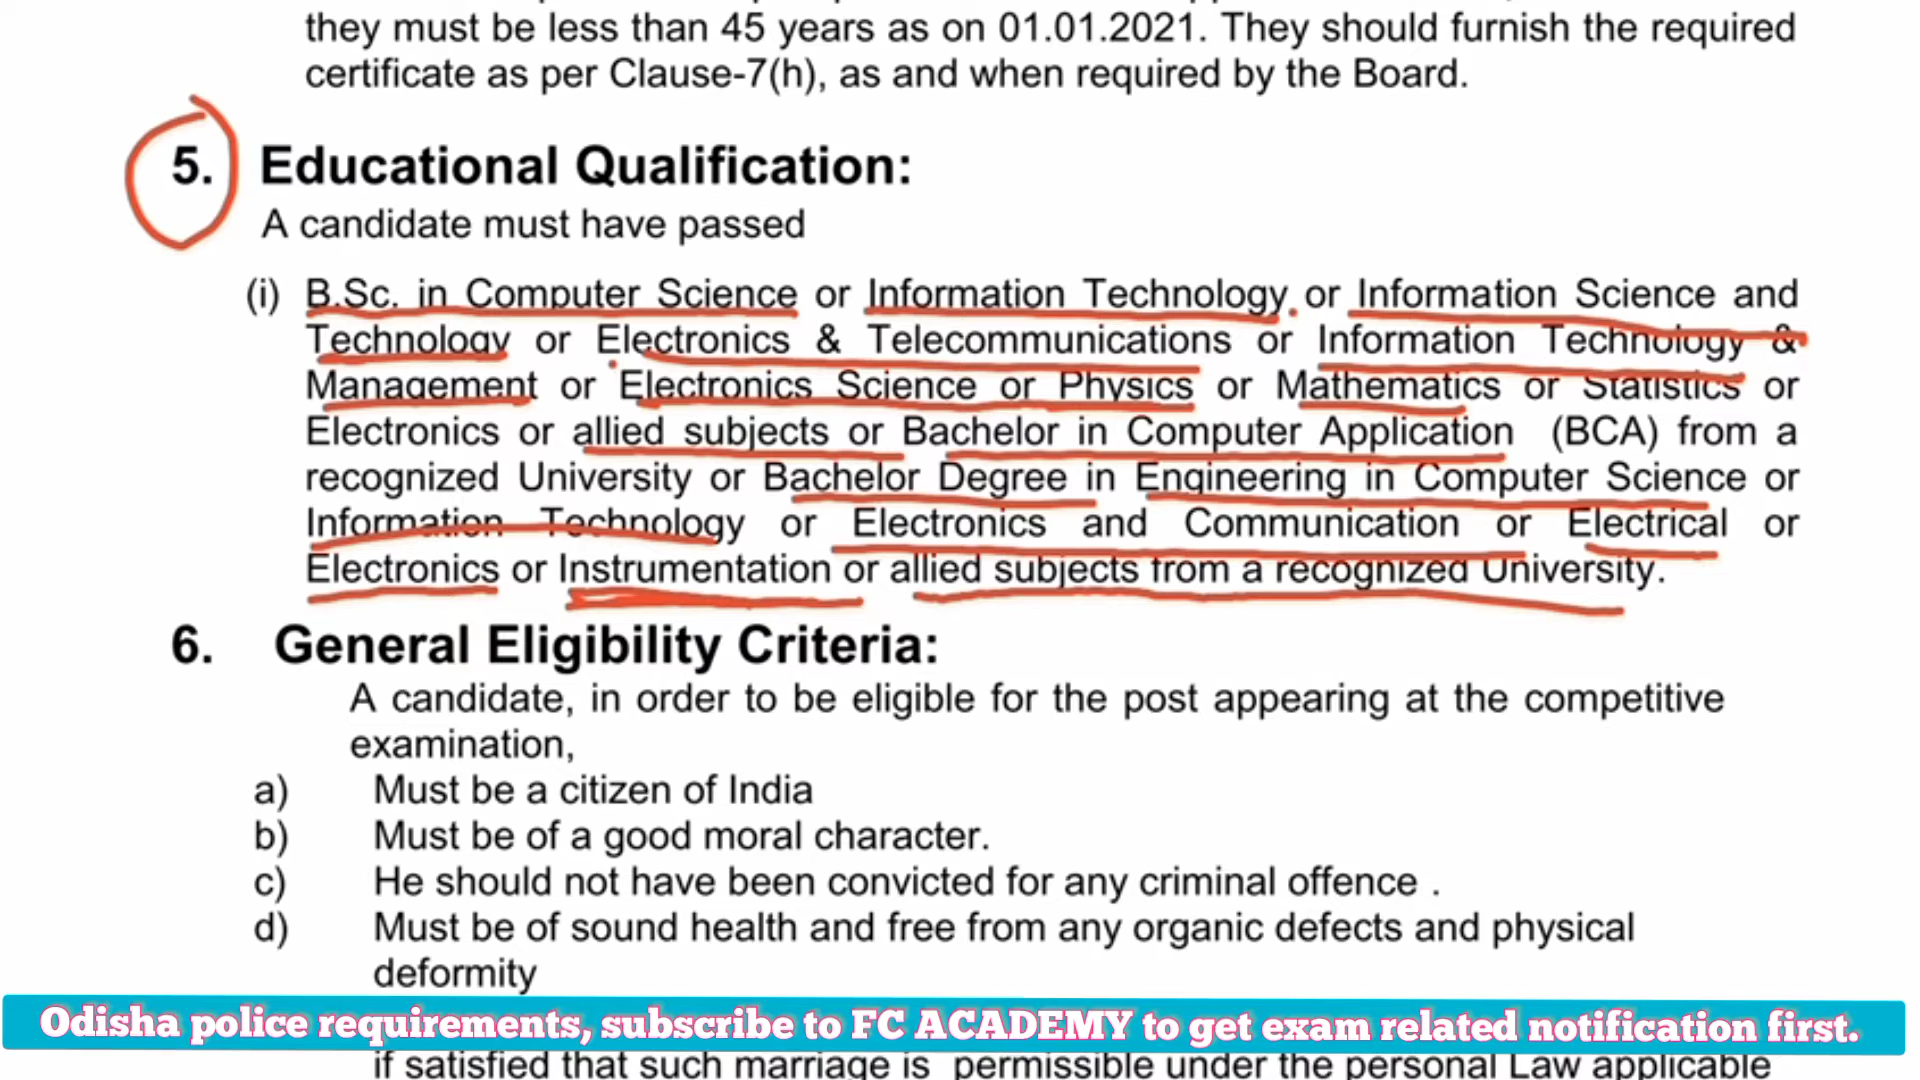 they must be less than 45 years as on 01.01.2021. They should furnish the required
certificate as per Clause-7(h), as and when required by the Board.
5. Educational Qualification:
A candidate must have passed
(i) B.Sc. in Computer Science or Information Technology or Information Science and
Technology or Electronics & Telecommunications or Information Technology &
Management or Electronics Science or Physics or Mathematics or Statistics or
Electronics or allied subjects or Bachelor in Computer Application (BCA) from a
recognized University or Bachelor Degree in Engineering in Computer Science or
Information Technology or Electronics and Communication or Electrical or
Electronics or Instrumentation or allied subjects from a recognized University.
6. General Eligibility Criteria:
A candidate, in order to be eligible for the post appearing at the competitive
examination,
a) Must be a citizen of India
b) Must be of a good moral character.
c) He should not have been convicted for any criminal offence .
d) Must be of sound health and free from any organic defects and physical
deformity
Odisha police requirements, subscribe to FC ACADEMY to get exam related notification first.
if satisfied that such marriage is permissible under the personal Law applicable